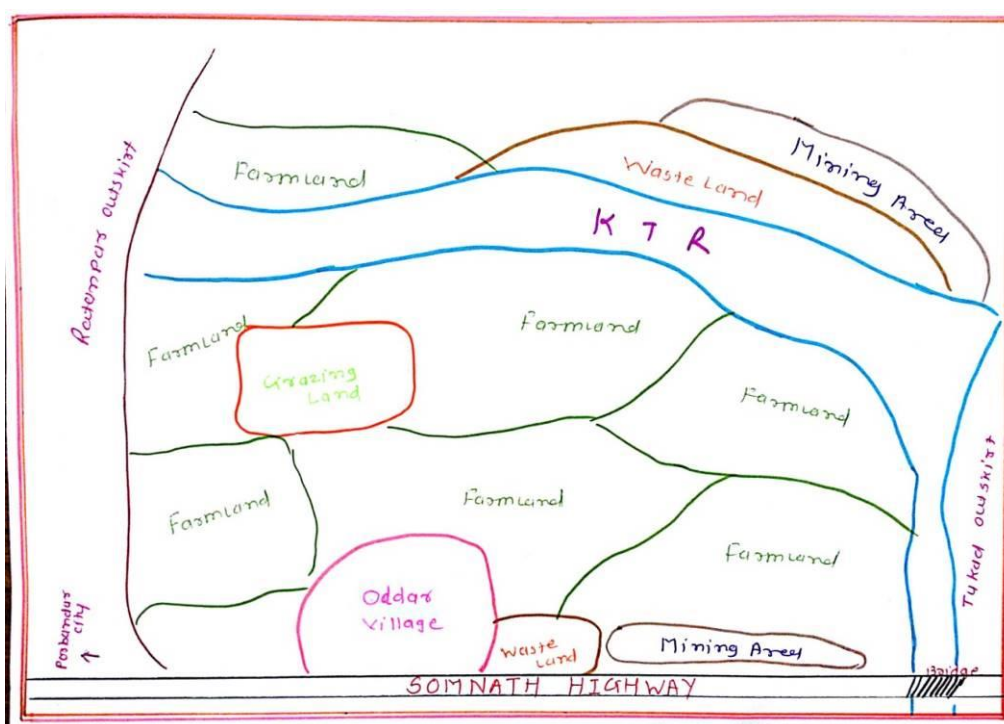 Mining Area
Farmland
Waste Land
K T R
Ratanpar outskirt
Farmland
Farmland
Grazing
Land
Farmland
Farmland
Farmland
Farmland
Tukad outskirt
Oddar
Village
Porbandar
city
Waste
Land
Mining Area
Bridge
SOMNATH HIGHWAY